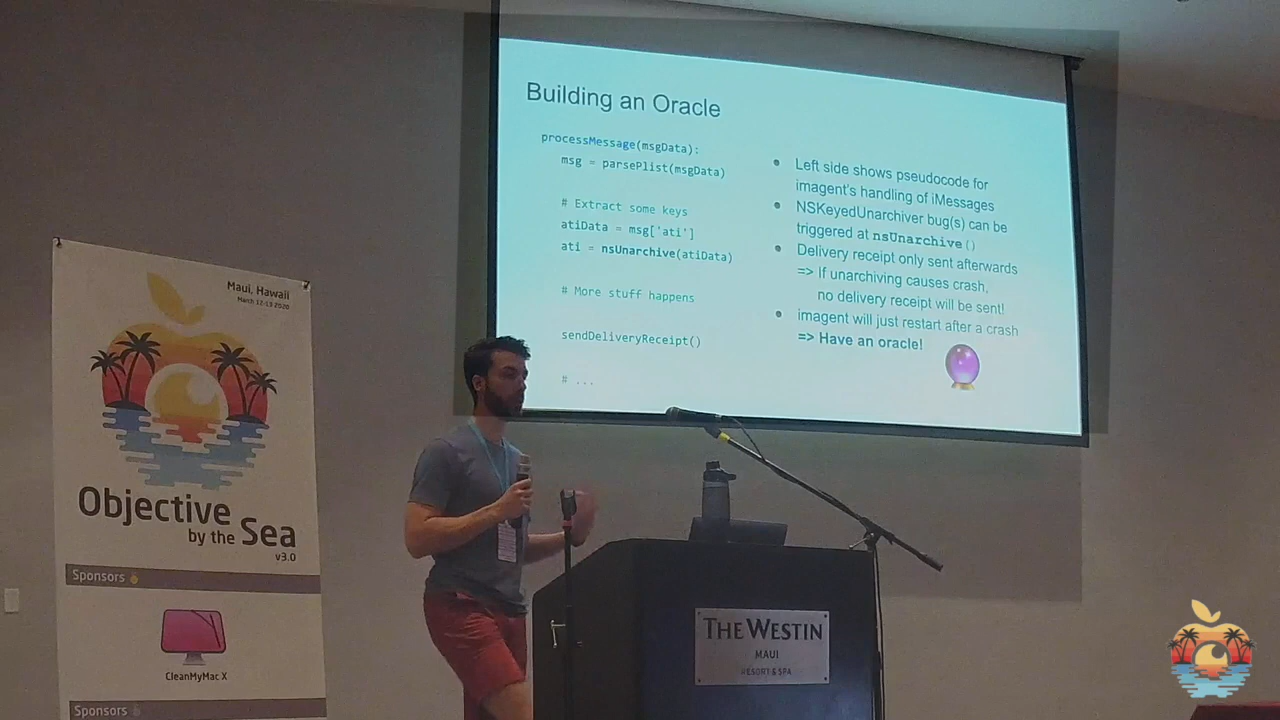 Building an Oracle
processMessage(msgData):
msg = parsePlist(msgData)
# Extract some keys
atiData = msg['ati']
ati = nsUnarchive(atiData)
# More stuff happens
sendDeliveryReceipt()
# ...
Left side shows pseudocode for
imagent's handling of iMessages
NSKeyedUnarchiver bug(s) can be
triggered at nsUnarchive()
Delivery receipt only sent afterwards
=> If unarchiving causes crash,
no delivery receipt will be sent!
imagent will just restart after a crash
=> Have an oracle!
Maui, Hawaii
March 12-13 2020
Objective
by the Sea
v3.0
Sponsors
CleanMyMac X
Sponsors
THE WESTIN
MAUI
RESORT & SPA